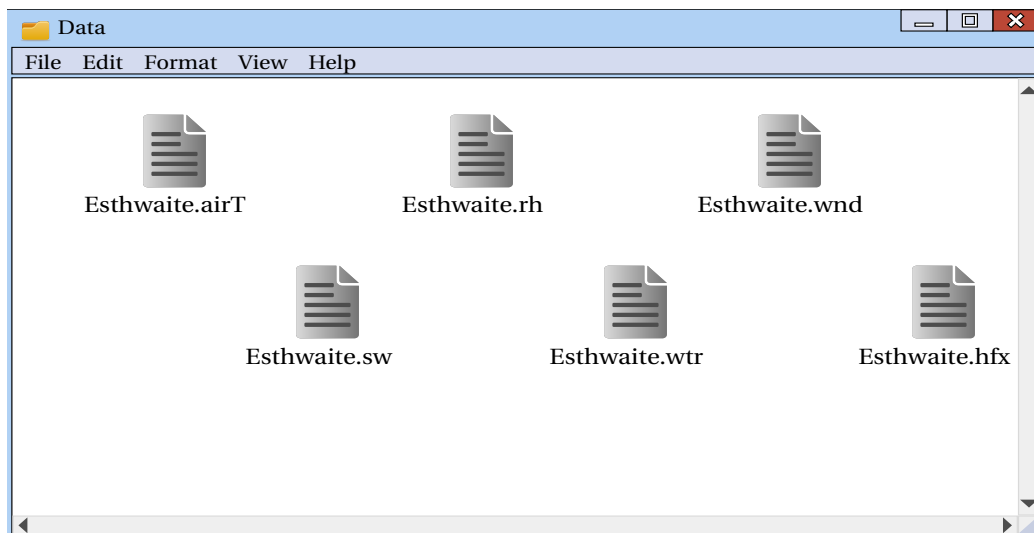 Data
File Edit Format View Help
Esthwaite.airT Esthwaite.rh Esthwaite.wnd
Esthwaite.sw Esthwaite.wtr Esthwaite.hfx